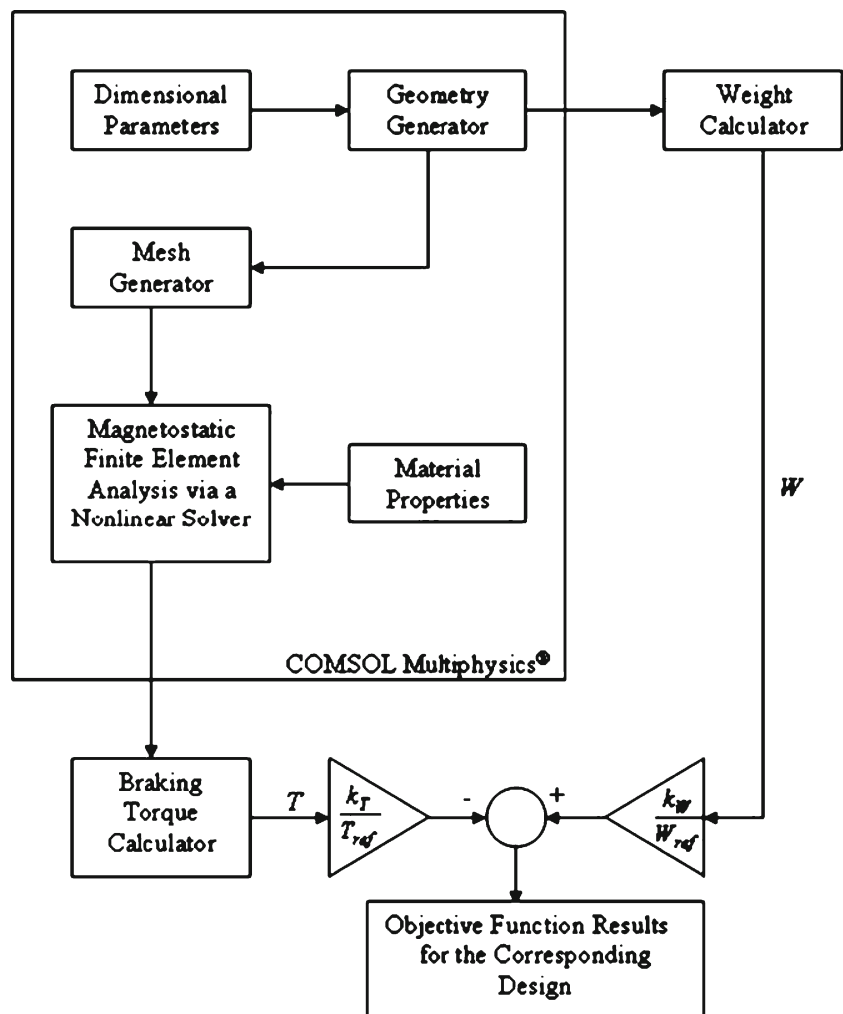 Dimensional
Parameters
Geometry
Generator
Weight
Calculator
Mesh
Generator
Magnetostatic
Finite Element
Analysis via a
Nonlinear Solver
Material
Properties
W
COMSOL Multiphysics®
Braking
Torque
Calculator
T
k_T
T_ref
-
+
k_W
W_ref
Objective Function Results
for the Corresponding
Design